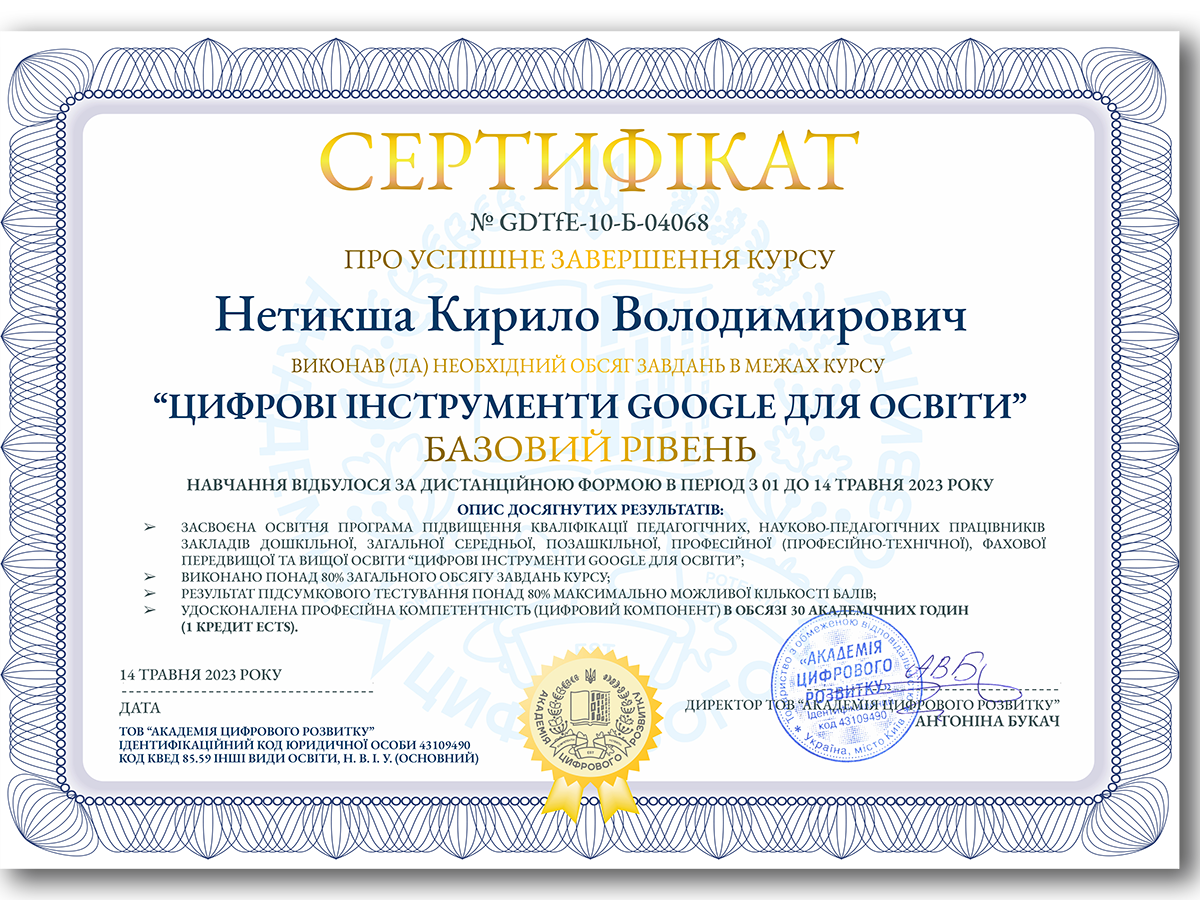 СЕРТИФІКАТ
№ GDTfE-10-Б-04068
ПРО УСПІШНЕ ЗАВЕРШЕННЯ КУРСУ
Нетикша Кирило Володимирович
ВИКОНАВ (ЛА) НЕОБХІДНИЙ ОБСЯГ ЗАВДАНЬ В МЕЖАХ КУРСУ
“ЦИФРОВІ ІНСТРУМЕНТИ GOOGLE ДЛЯ ОСВІТИ”
БАЗОВИЙ РІВЕНЬ
НАВЧАННЯ ВІДБУЛОСЯ ЗА ДИСТАНЦІЙНОЮ ФОРМОЮ В ПЕРІОД З 01 ДО 14 ТРАВНЯ 2023 РОКУ
ОПИС ДОСЯГНУТИХ РЕЗУЛЬТАТІВ:
➢ ЗАСВОЄНА ОСВІТНЯ ПРОГРАМА ПІДВИЩЕННЯ КВАЛІФІКАЦІЇ ПЕДАГОГІЧНИХ, НАУКОВО-ПЕДАГОГІЧНИХ ПРАЦІВНИКІВ
ЗАКЛАДІВ ДОШКІЛЬНОЇ, ЗАГАЛЬНОЇ СЕРЕДНЬОЇ, ПОЗАШКІЛЬНОЇ, ПРОФЕСІЙНОЇ (ПРОФЕСІЙНО-ТЕХНІЧНОЇ), ФАХОВОЇ
ПЕРЕДВИЩОЇ ТА ВИЩОЇ ОСВІТИ “ЦИФРОВІ ІНСТРУМЕНТИ GOOGLE ДЛЯ ОСВІТИ”;
➢ ВИКОНАНО ПОНАД 80% ЗАГАЛЬНОГО ОБСЯГУ ЗАВДАНЬ КУРСУ;
➢ РЕЗУЛЬТАТ ПІДСУМКОВОГО ТЕСТУВАННЯ ПОНАД 80% МАКСИМАЛЬНО МОЖЛИВОЇ КІЛЬКОСТІ БАЛІВ;
➢ УДОСКОНАЛЕНА ПРОФЕСІЙНА КОМПЕТЕНТНІСТЬ (ЦИФРОВИЙ КОМПОНЕНТ) В ОБСЯЗІ 30 АКАДЕМІЧНИХ ГОДИН
(1 КРЕДИТ ECTS).
14 ТРАВНЯ 2023 РОКУ
ДАТА
ТОВ “АКАДЕМІЯ ЦИФРОВОГО РОЗВИТКУ”
ІДЕНТИФІКАЦІЙНИЙ КОД ЮРИДИЧНОЇ ОСОБИ 43109490
КОД КВЕД 85.59 ІНШІ ВИДИ ОСВІТИ, Н. В. І. У. (ОСНОВНИЙ)
АКАДЕМІЯ ЦИФРОВОГО РОЗВИТКУ
Товариство з обмеженою відповідальністю
«АКАДЕМІЯ
ЦИФРОВОГО
РОЗВИТКУ»
Ідентифікаційний
код 43109490
Україна, місто Київ
ДИРЕКТОР ТОВ “АКАДЕМІЯ ЦИФРОВОГО РОЗВИТКУ”
АНТОНІНА БУКАЧ